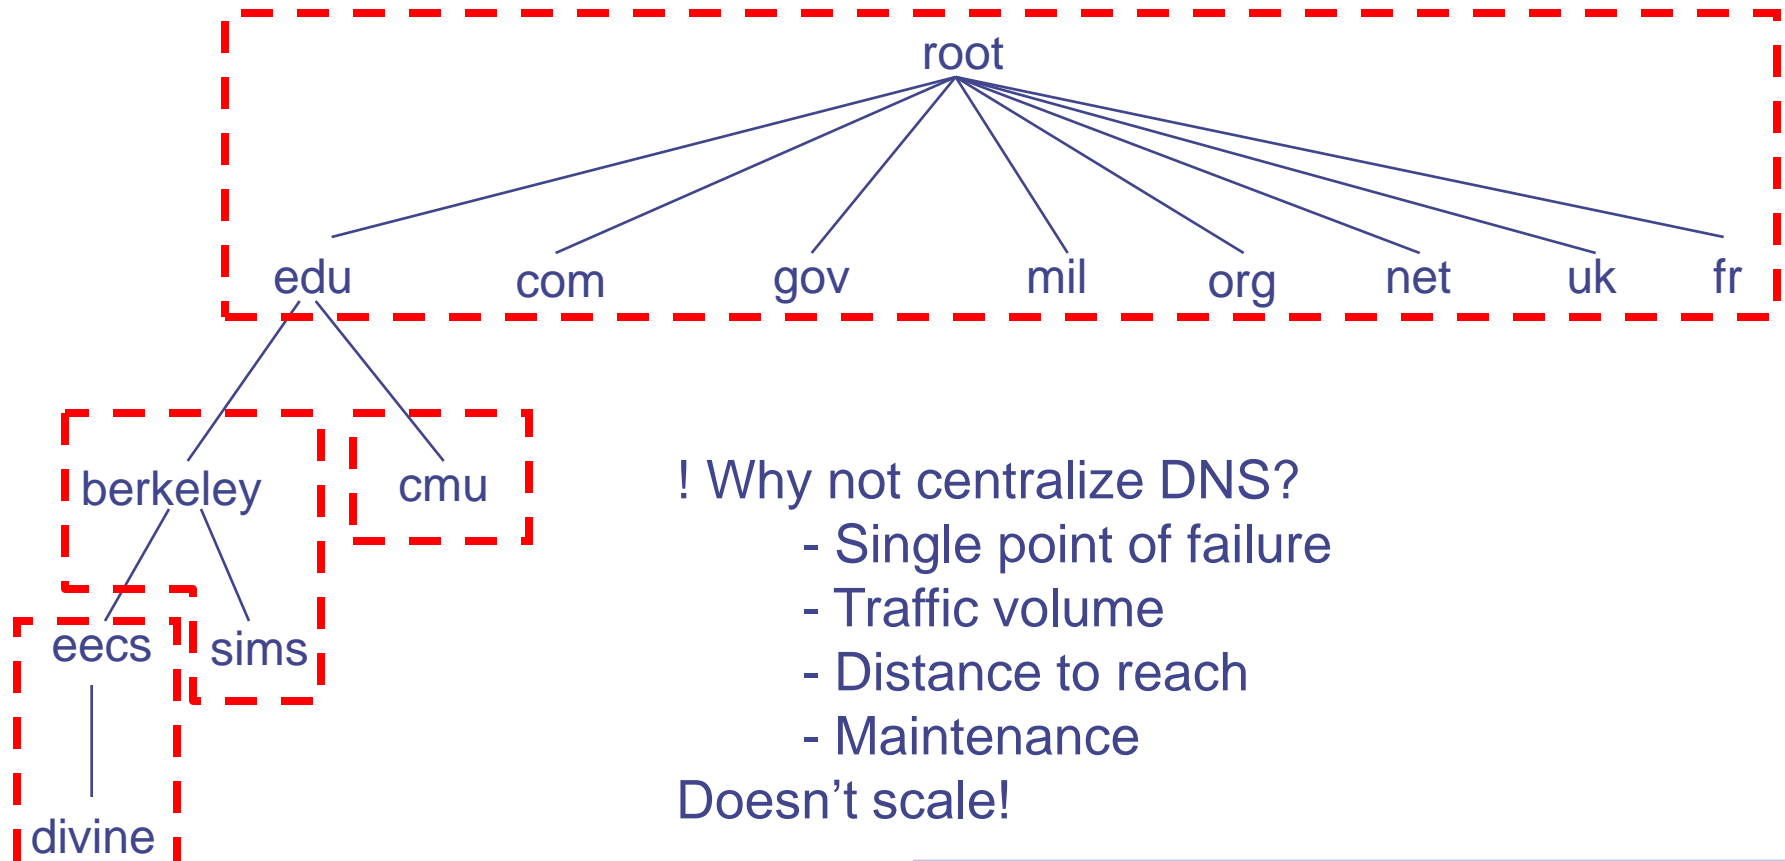 root
edu com gov mil org net uk fr
berkeley cmu
! Why not centralize DNS?
- Single point of failure
- Traffic volume
eecs sims
- Distance to reach
- Maintenance
Doesn’t scale!
divine